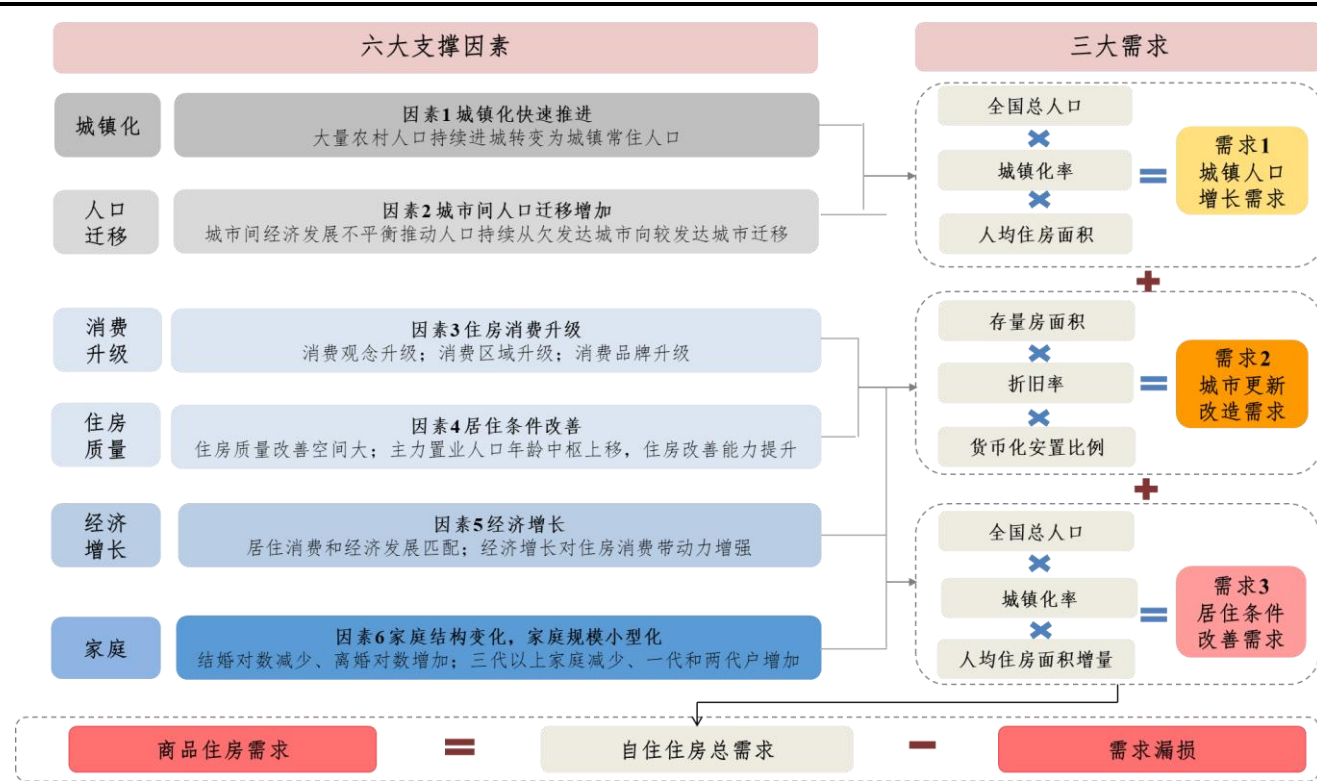 六大支撑因素
三大需求
城镇化
因素1城镇化快速推进
大量农村人口持续进城转变为城镇常住人口
人口
迁移
因素2城市间人口迁移增加
城市间经济发展不平衡推动人口持续从欠发达城市向较发达城市迁移
消费
升级
因素3住房消费升级
消费观念升级；消费区域升级；消费品牌升级
住房
质量
因素4居住条件改善
住房质量改善空间大；主力置业人口年龄中枢上移，住房改善能力提升
经济
增长
因素5经济增长
居住消费和经济发展匹配；经济增长对住房消费带动力增强
家庭
因素6家庭结构变化，家庭规模小型化
结婚对数减少、离婚对数增加；三代以上家庭减少、一代和两代户增加
全国总人口
×
城镇化率
×
人均住房面积
=
需求1
城镇人口
增长需求
+
存量房面积
×
折旧率
×
货币化安置比例
=
需求2
城市更新
改造需求
+
全国总人口
×
城镇化率
×
人均住房面积增量
=
需求3
居住条件
改善需求
商品住房需求 = 自住住房总需求 − 需求漏损